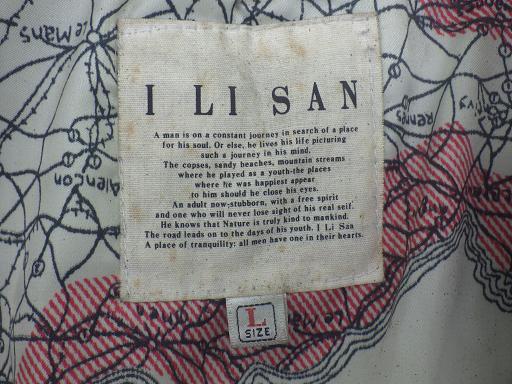 I LI SAN
A man is on a constant journey in search of a place
for his soul. Or else, he lives his life picturing
such a journey in his mind.
The copses, sandy beaches, mountain streams
where he played as a youth-the places
where he was happiest appear
to him should he close his eyes.
An adult now-stubborn, with a free spirit
and one who will never lose sight of his real self.
He knows that Nature is truly kind to mankind.
The road leads on to the days of his youth. I Li San
A place of tranquility: all men have one in their hearts.
L
SIZE
le Mans
Alencon